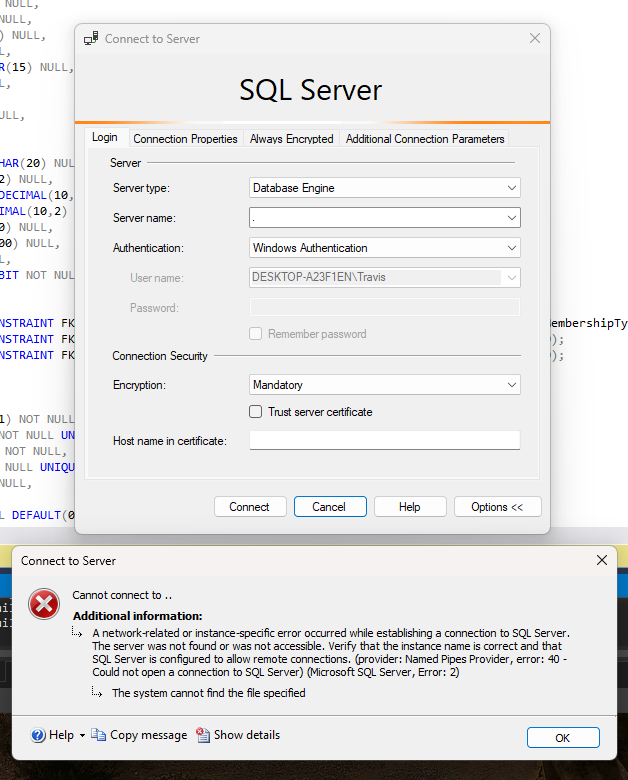 NULL,
NULL,
) NULL,
L,
R(15) NULL,
L,
ULL,
HAR(20) NUL
2) NULL,
DECIMAL(10,
IMAL(10,2)
0) NULL,
00) NULL,
L,
BIT NOT NUL
NSTRAINT FK
NSTRAINT FK
NSTRAINT FK
MembershipTy
);
);
1) NOT NULL
NOT NULL UN
NOT NULL,
NULL UNIQU
NULL,
L DEFAULT(0
Connect to Server
SQL Server
Login
Connection Properties
Always Encrypted
Additional Connection Parameters
Server
Server type:
Database Engine
Server name:
.
Authentication:
Windows Authentication
User name:
DESKTOP-A23F1EN\Travis
Password:
Remember password
Connection Security
Encryption:
Mandatory
Trust server certificate
Host name in certificate:
Connect
Cancel
Help
Options <<
Connect to Server
Cannot connect to ..
Additional information:
A network-related or instance-specific error occurred while establishing a connection to SQL Server.
The server was not found or was not accessible. Verify that the instance name is correct and that
SQL Server is configured to allow remote connections. (provider: Named Pipes Provider, error: 40 -
Could not open a connection to SQL Server) (Microsoft SQL Server, Error: 2)
The system cannot find the file specified
Help
Copy message
Show details
OK